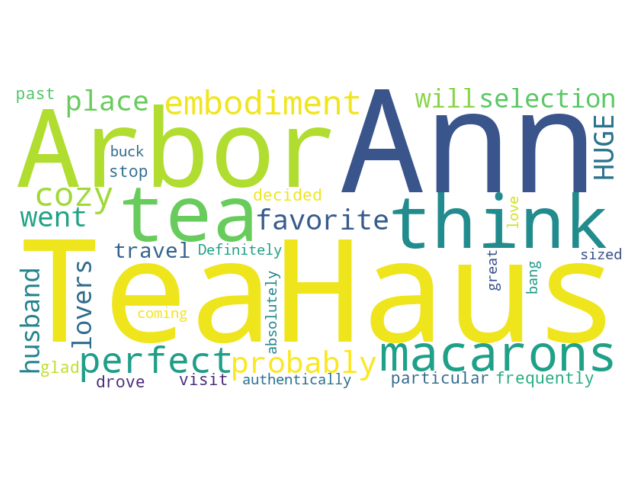 past
place
embodiment
will
selection
Arbor
Ann
HUGE
buck
stop
cozy
tea
decided
love
think
went
favorite
TeaHaus
travel
Definitely
great
sized
bang
husband
lovers
absolutely
coming
glad
perfect
probably
macarons
drove
visit
authentically
particular
frequently